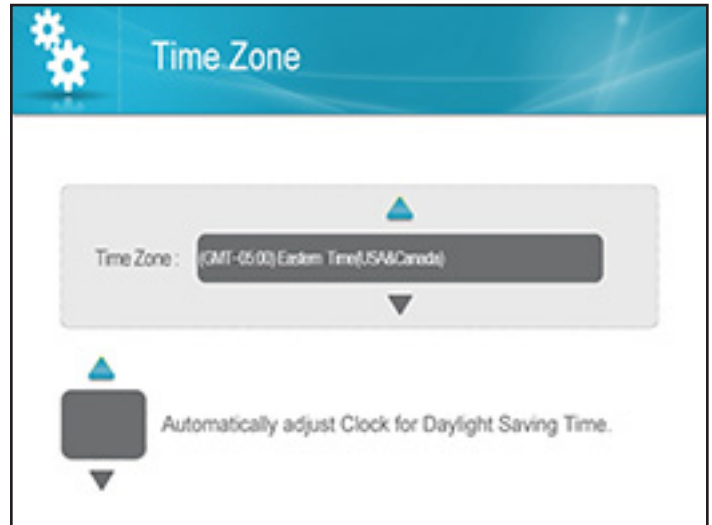 Time Zone
Time Zone : (GMT-05:00) Eastern Time(USA&Canada)
Automatically adjust Clock for Daylight Saving Time.